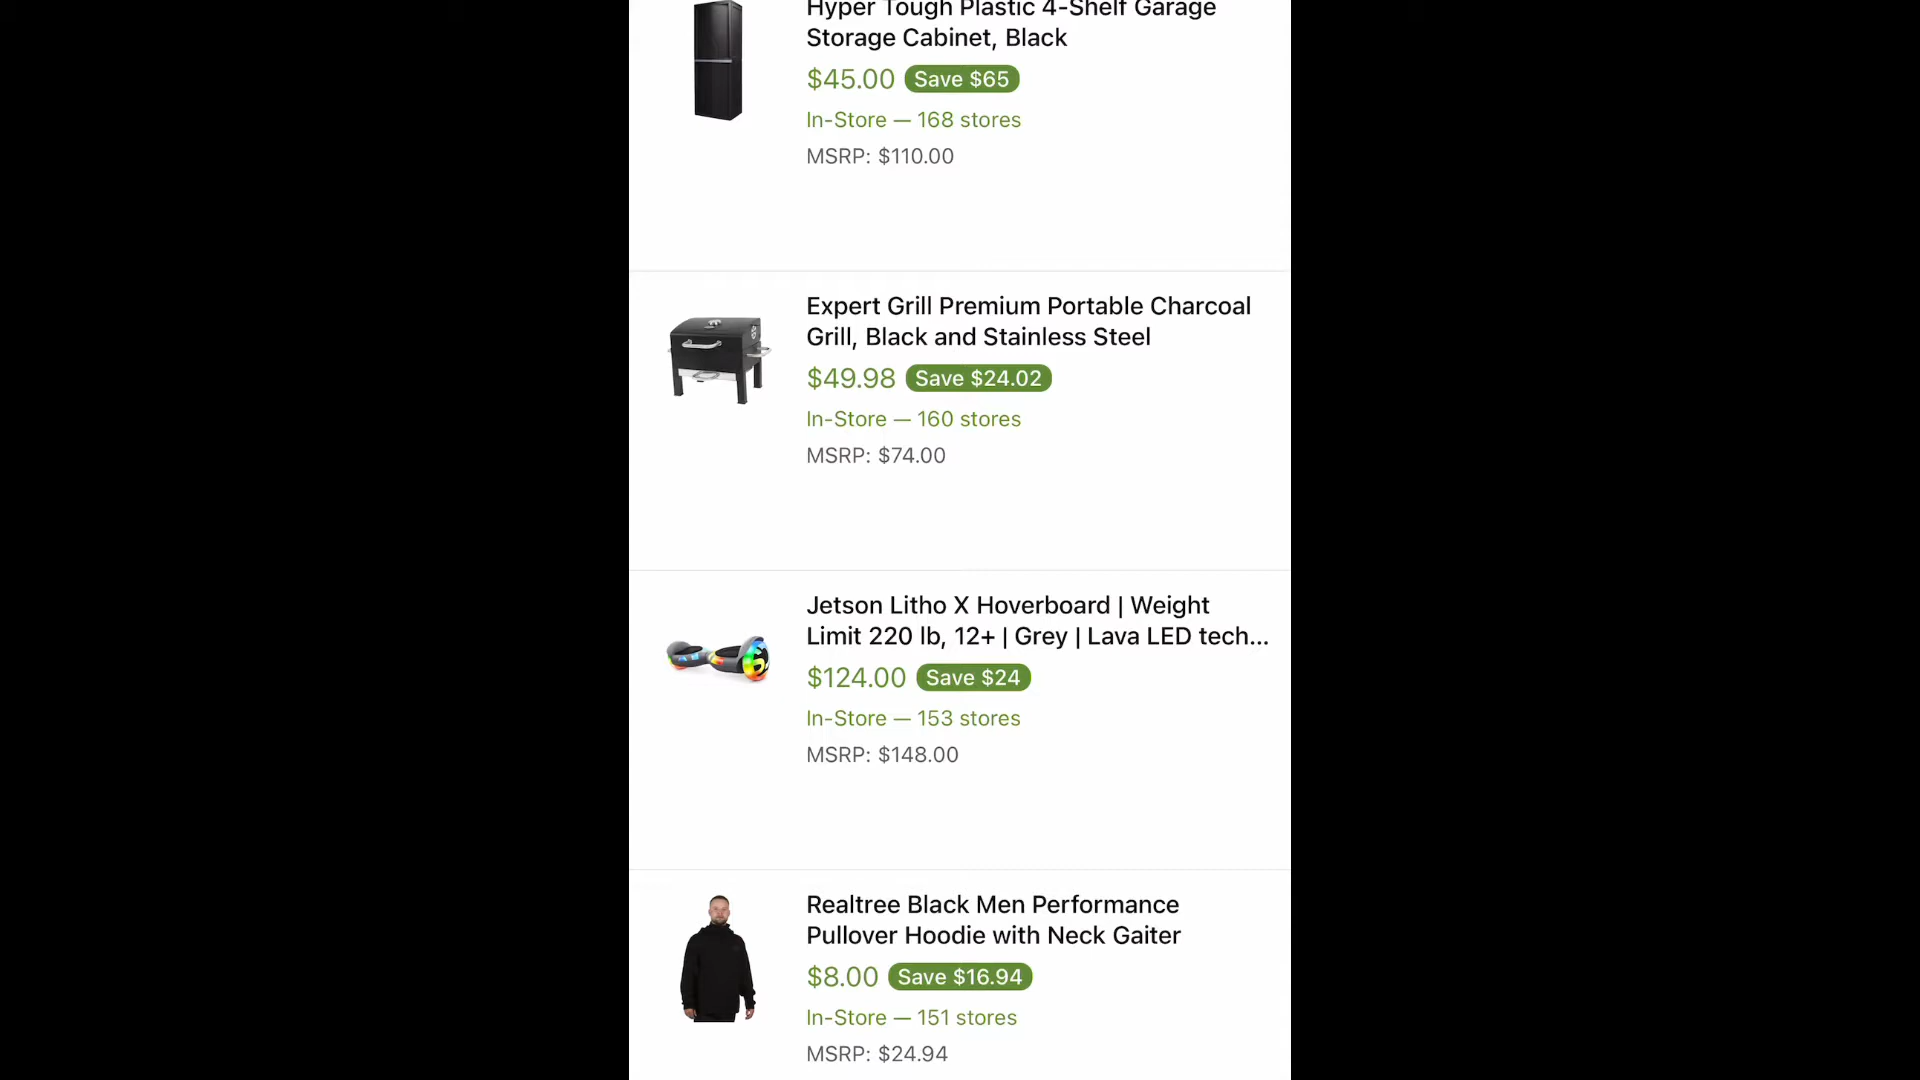 Hyper Tough Plastic 4-Shelf Garage
Storage Cabinet, Black
$45.00 Save $65
In-Store — 168 stores
MSRP: $110.00
Expert Grill Premium Portable Charcoal
Grill, Black and Stainless Steel
$49.98 Save $24.02
In-Store — 160 stores
MSRP: $74.00
Jetson Litho X Hoverboard | Weight
Limit 220 lb, 12+ | Grey | Lava LED tech...
$124.00 Save $24
In-Store — 153 stores
MSRP: $148.00
Realtree Black Men Performance
Pullover Hoodie with Neck Gaiter
$8.00 Save $16.94
In-Store — 151 stores
MSRP: $24.94